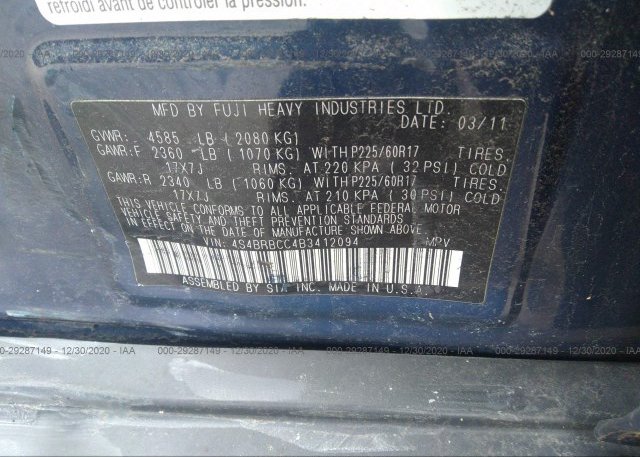 refroidi avant de contrôler la pression.
MFD BY FUJI HEAVY INDUSTRIES LTD.
DATE: 03/11
GVWR: 4585 LB (2080 KG)
GAWR:F 2360 LB (1070 KG) WITH P225/60R17 TIRES,
17X7J RIMS, AT 220 KPA (32 PSI) COLD
GAWR:R 2340 LB (1060 KG) WITH P225/60R17 TIRES,
17X7J RIMS, AT 210 KPA (30 PSI) COLD
THIS VEHICLE CONFORMS TO ALL APPLICABLE FEDERAL MOTOR
VEHICLE SAFETY AND THEFT PREVENTION STANDARDS
IN EFFECT ON THE DATE OF MANUFACTURE SHOWN ABOVE.
VIN: 4S4BRBCC4B3412094 MPV
ASSEMBLED BY SIA INC. MADE IN U.S.A
000-29287149 - 12/30/2020 - IAA